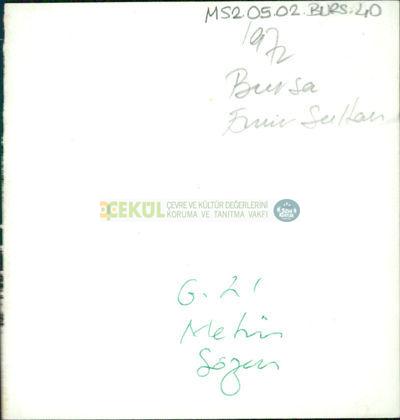 MS2.05.02.BURS.40
1972
Bursa
Emir Sultan
ÇEKÜL ÇEVRE VE KÜLTÜR DEĞERLERİNİ
KORUMA VE TANITMA VAKFI
G. 21
Metin
Sözen